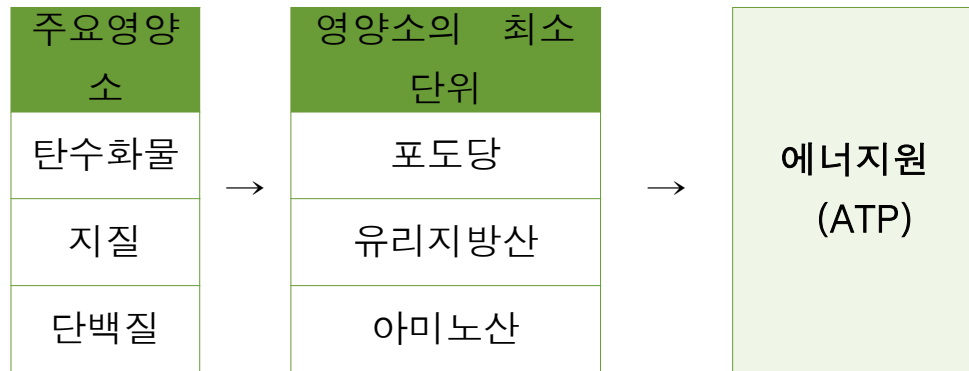 주요영양
소
탄수화물
지질
단백질
→
영양소의 최소
단위
포도당
유리지방산
아미노산
→
에너지원
(ATP)